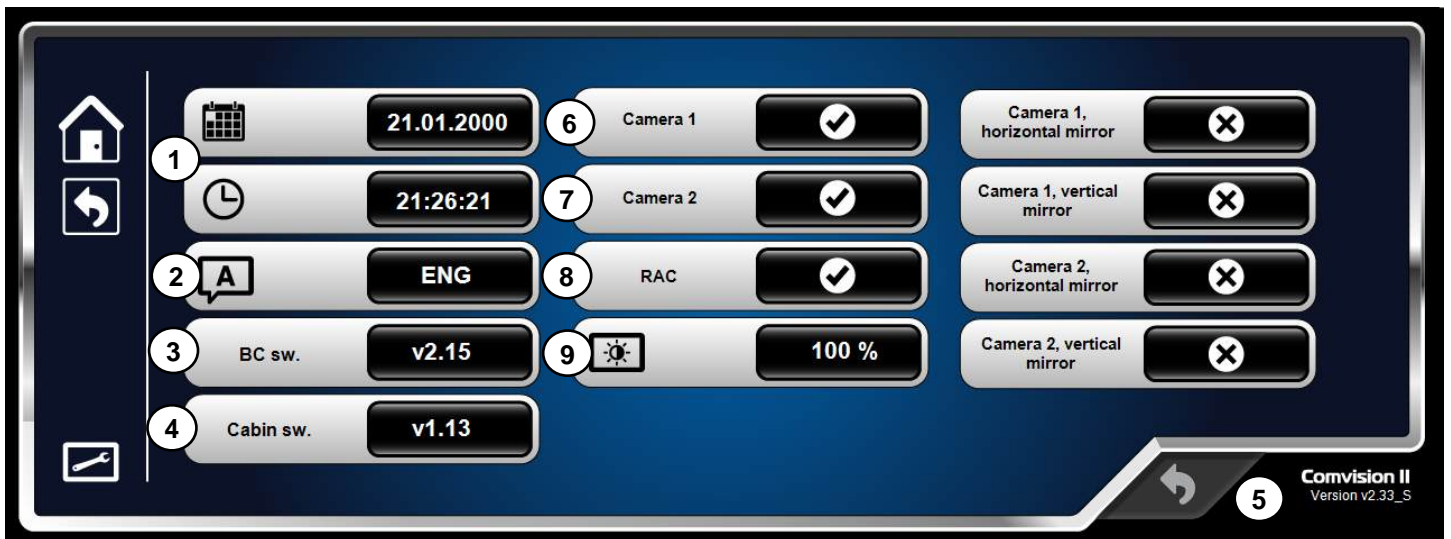 1
21.01.2000
21:26:21
2
A
ENG
3
BC sw.
v2.15
4
Cabin sw.
v1.13
6
Camera 1
7
Camera 2
8
RAC
9
100 %
Camera 1,
horizontal mirror
Camera 1, vertical
mirror
Camera 2,
horizontal mirror
Camera 2, vertical
mirror
5
Comvision II
Version v2.33_S